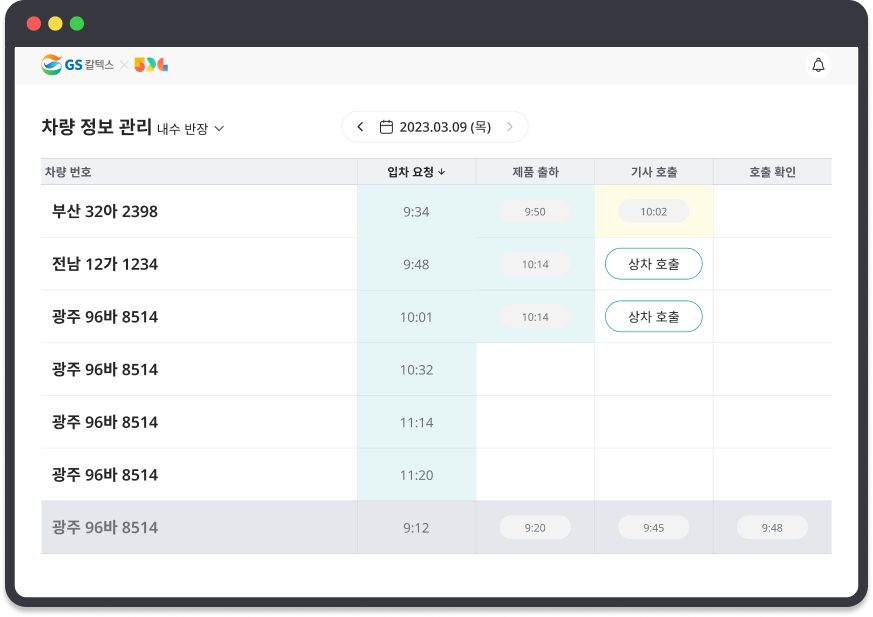 GS 칼텍스 × 524
차량 정보 관리 내수 반장
2023.03.09 (목)
차량 번호 입차 요청 ↓ 제품 출하 기사 호출 호출 확인
부산 32아 2398 9:34 9:50 10:02
전남 12가 1234 9:48 10:14 상차 호출
광주 96바 8514 10:01 10:14 상차 호출
광주 96바 8514 10:32
광주 96바 8514 11:14
광주 96바 8514 11:20
광주 96바 8514 9:12 9:20 9:45 9:48